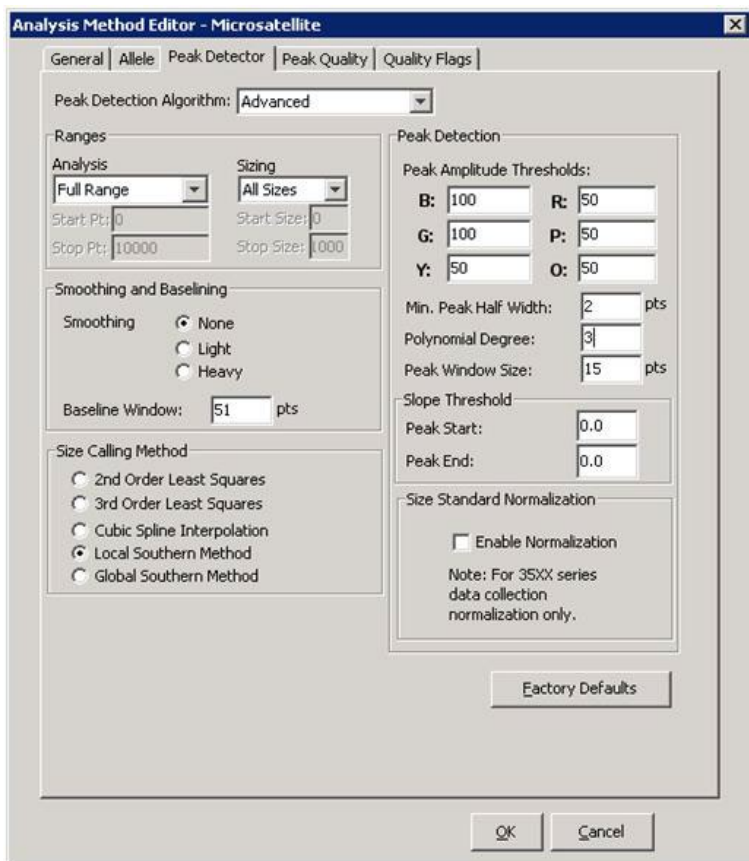 Analysis Method Editor - Microsatellite
General Allele Peak Detector Peak Quality Quality Flags
Peak Detection Algorithm: Advanced
Ranges
Analysis
Full Range
Start Pt: 0
Stop Pt: 10000
Sizing
All Sizes
Start Size: 0
Stop Size: 1000
Smoothing and Baselining
Smoothing
None
Light
Heavy
Baseline Window: 51 pts
Size Calling Method
2nd Order Least Squares
3rd Order Least Squares
Cubic Spline Interpolation
Local Southern Method
Global Southern Method
Peak Detection
Peak Amplitude Thresholds:
B: 100 R: 50
G: 100 P: 50
Y: 50 O: 50
Min. Peak Half Width: 2 pts
Polynomial Degree: 3
Peak Window Size: 15 pts
Slope Threshold
Peak Start: 0.0
Peak End: 0.0
Size Standard Normalization
Enable Normalization
Note: For 35XX series
data collection
normalization only.
Factory Defaults
OK Cancel